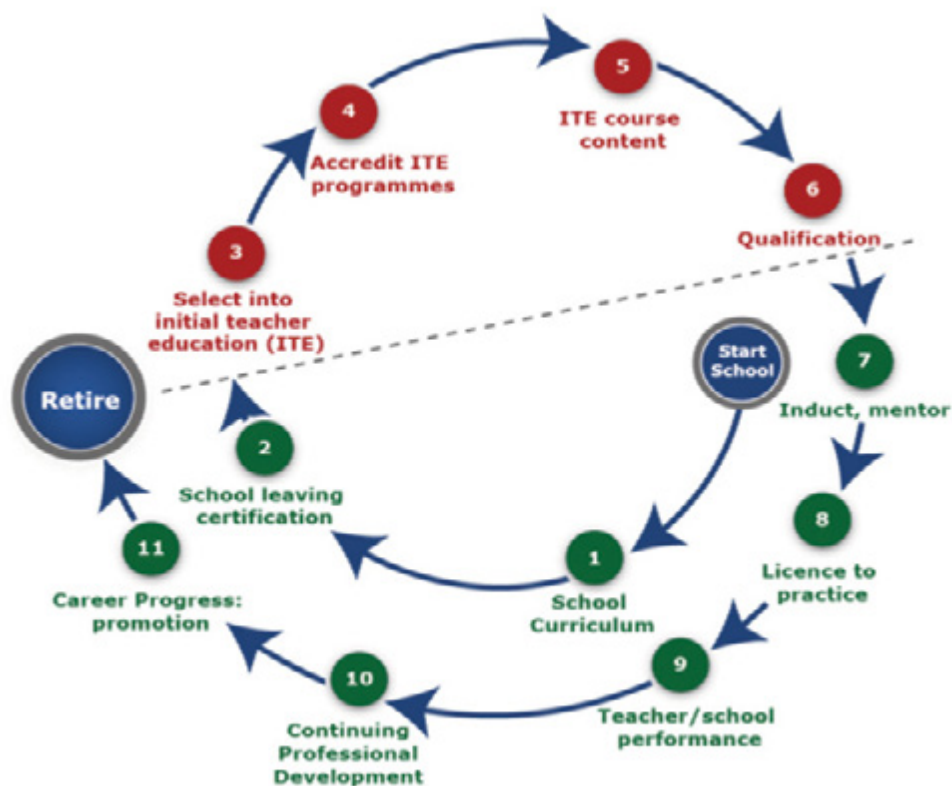 Start
School
1
School
Curriculum
2
School leaving
certification
3
Select into
initial teacher
education (ITE)
4
Accredit ITE
programmes
5
ITE course
content
6
Qualification
7
Induct, mentor
8
Licence to
practice
9
Teacher/school
performance
10
Continuing
Professional
Development
11
Career Progress:
promotion
Retire